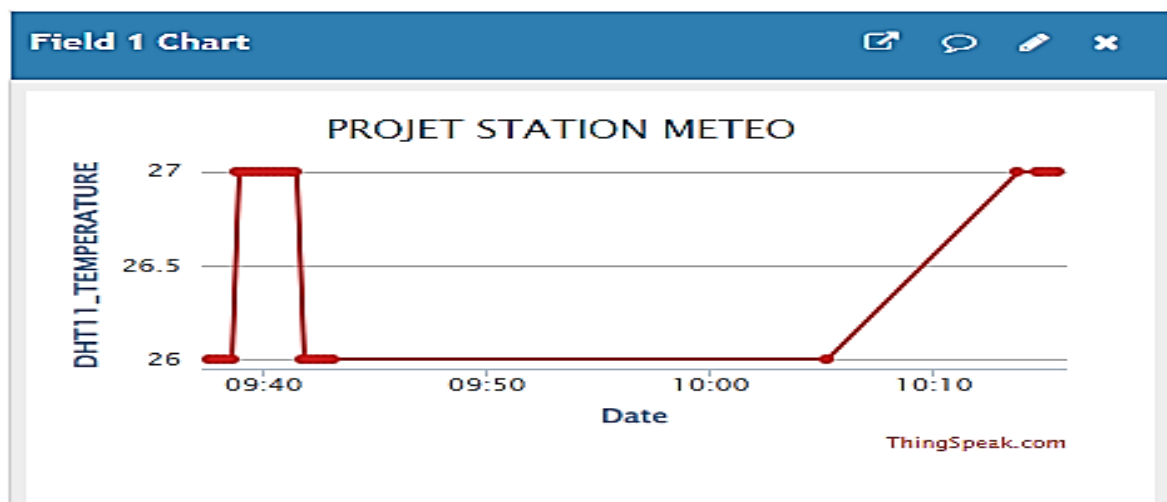 Field 1 Chart
PROJET STATION METEO
DHT11_TEMPERATURE
27
26.5
26
09:40 09:50 10:00 10:10
Date
ThingSpeak.com